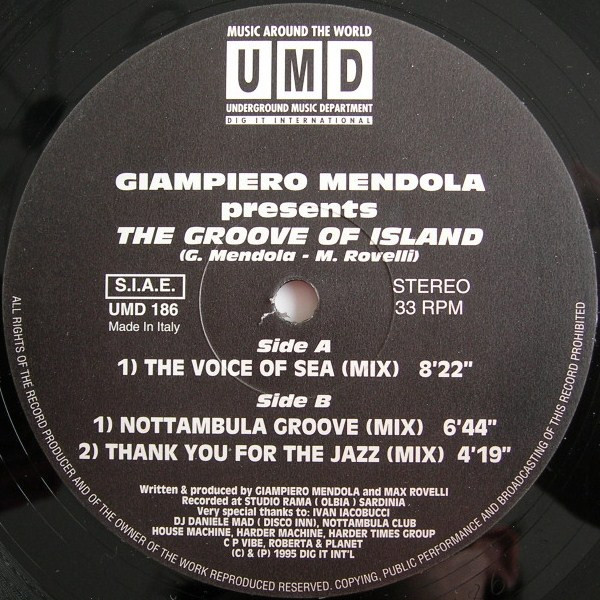 MUSIC AROUND THE WORLD
UMD
UNDERGROUND MUSIC DEPARTMENT
DIG IT INTERNATIONAL
GIAMPIERO MENDOLA
presents
THE GROOVE OF ISLAND
(G. Mendola - M. Rovelli)
S.I.A.E.
UMD 186
Made in Italy
STEREO
33 RPM
Side A
1) THE VOICE OF SEA (MIX) 8'22"
Side B
1) NOTTAMBULA GROOVE (MIX) 6'44"
2) THANK YOU FOR THE JAZZ (MIX) 4'19"
Written & produced by GIAMPIERO MENDOLA and MAX ROVELLI
Recorded at STUDIO RAMA ( OLBIA ) SARDINIA
Very special thanks to: IVAN IACOBUCCI
DJ DANIELE MAD ( DISCO INN), NOTTAMBULA CLUB
HOUSE MACHINE, HARDER MACHINE, HARDER TIMES GROUP
C P VIBE, ROBERTA & PLANET
(C) & (P) 1995 DIG IT INT'L
ALL RIGHTS OF THE RECORD PRODUCER AND OF THE OWNER OF THE WORK REPRODUCED RESERVED. COPYING, PUBLIC PERFORMANCE AND BROADCASTING OF THIS RECORD PROHIBITED